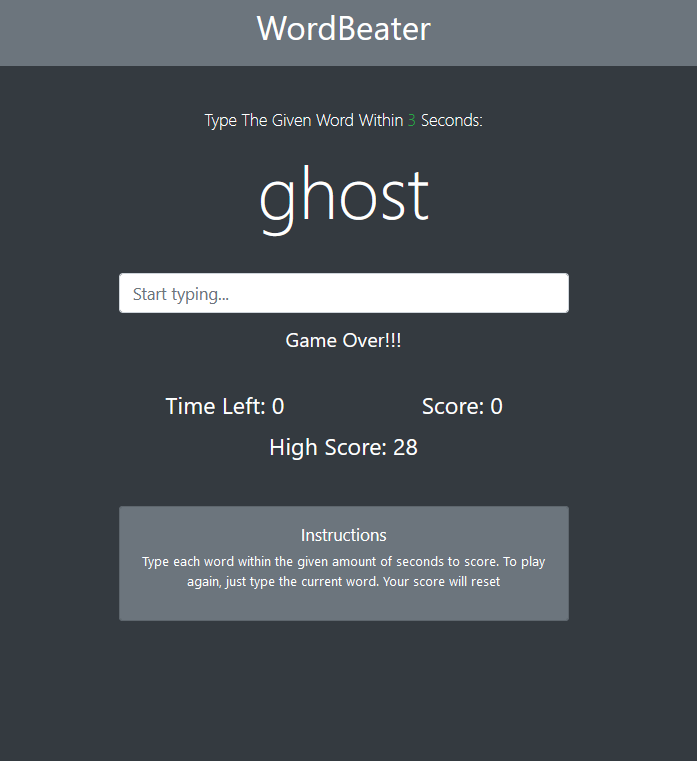 WordBeater
Type The Given Word Within 3 Seconds:
ghost
Start typing...
Game Over!!!
Time Left: 0 Score: 0
High Score: 28
Instructions
Type each word within the given amount of seconds to score. To play
again, just type the current word. Your score will reset